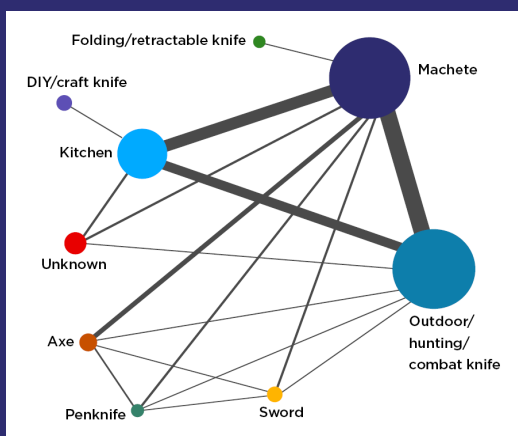 Folding/retractable knife
Machete
DIY/craft knife
Kitchen
Unknown
Outdoor/
hunting/
combat knife
Axe
Penknife
Sword